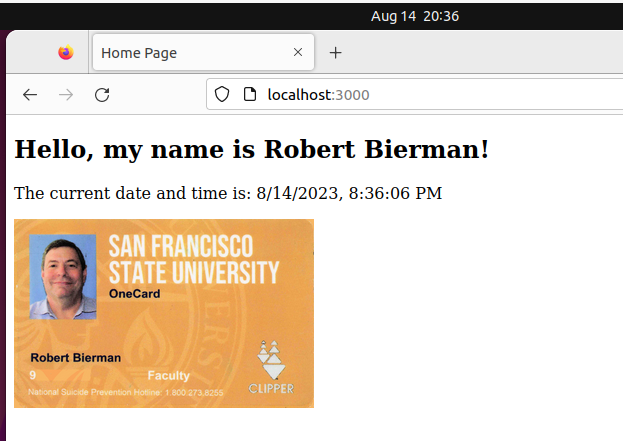 Aug 14 20:36
Home Page
localhost:3000
Hello, my name is Robert Bierman!
The current date and time is: 8/14/2023, 8:36:06 PM
SAN FRANCISCO
STATE UNIVERSITY
OneCard
Robert Bierman
9 Faculty
National Suicide Prevention Hotline: 1.800.273.8255
CLIPPER